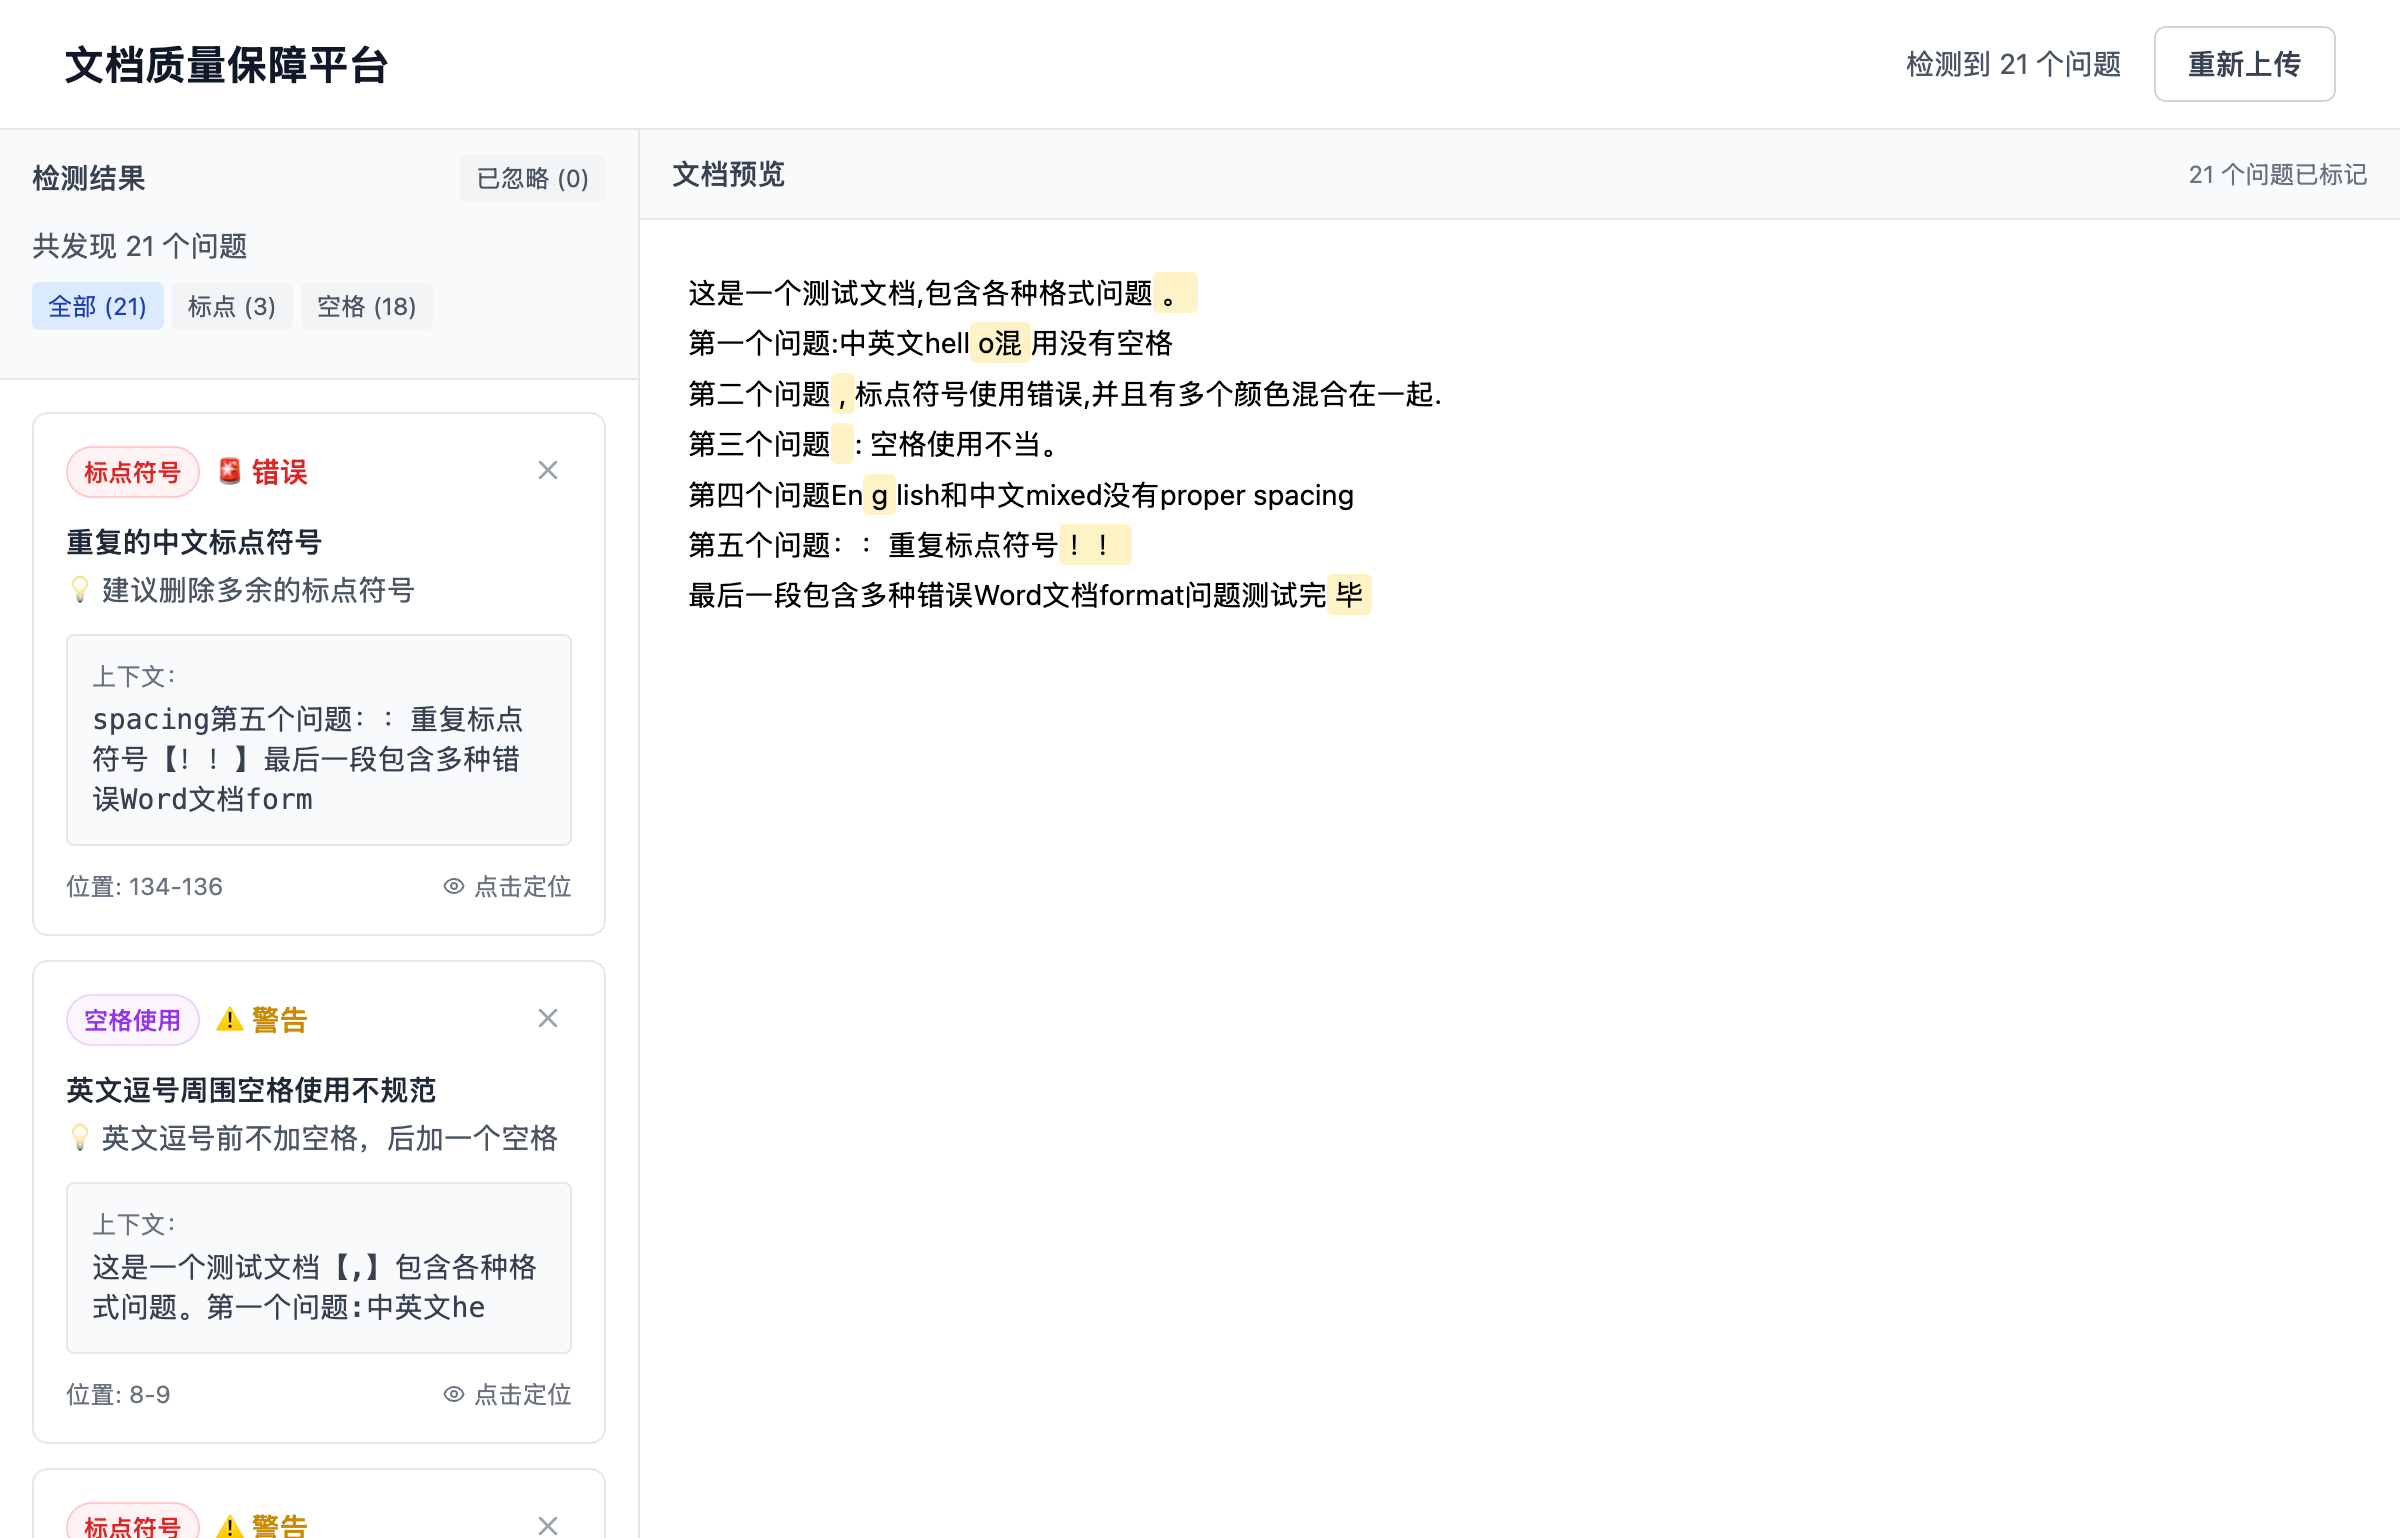 文档质量保障平台
检测到 21 个问题
重新上传
检测结果
已忽略 (0)
共发现 21 个问题
全部 (21)
标点 (3)
空格 (18)
标点符号
错误
重复的中文标点符号
建议删除多余的标点符号
上下文:
spacing第五个问题：：重复标点
符号【！！】最后一段包含多种错
误Word文档form
位置: 134-136
点击定位
空格使用
警告
英文逗号周围空格使用不规范
英文逗号前不加空格，后加一个空格
上下文:
这是一个测试文档【,】包含各种格
式问题。第一个问题:中英文he
位置: 8-9
点击定位
标点符号
警告
文档预览
21 个问题已标记
这是一个测试文档,包含各种格式问题。
第一个问题:中英文hello混用没有空格
第二个问题,标点符号使用错误,并且有多个颜色混合在一起.
第三个问题 : 空格使用不当。
第四个问题English和中文mixed没有proper spacing
第五个问题：：重复标点符号！！
最后一段包含多种错误Word文档format问题测试完毕